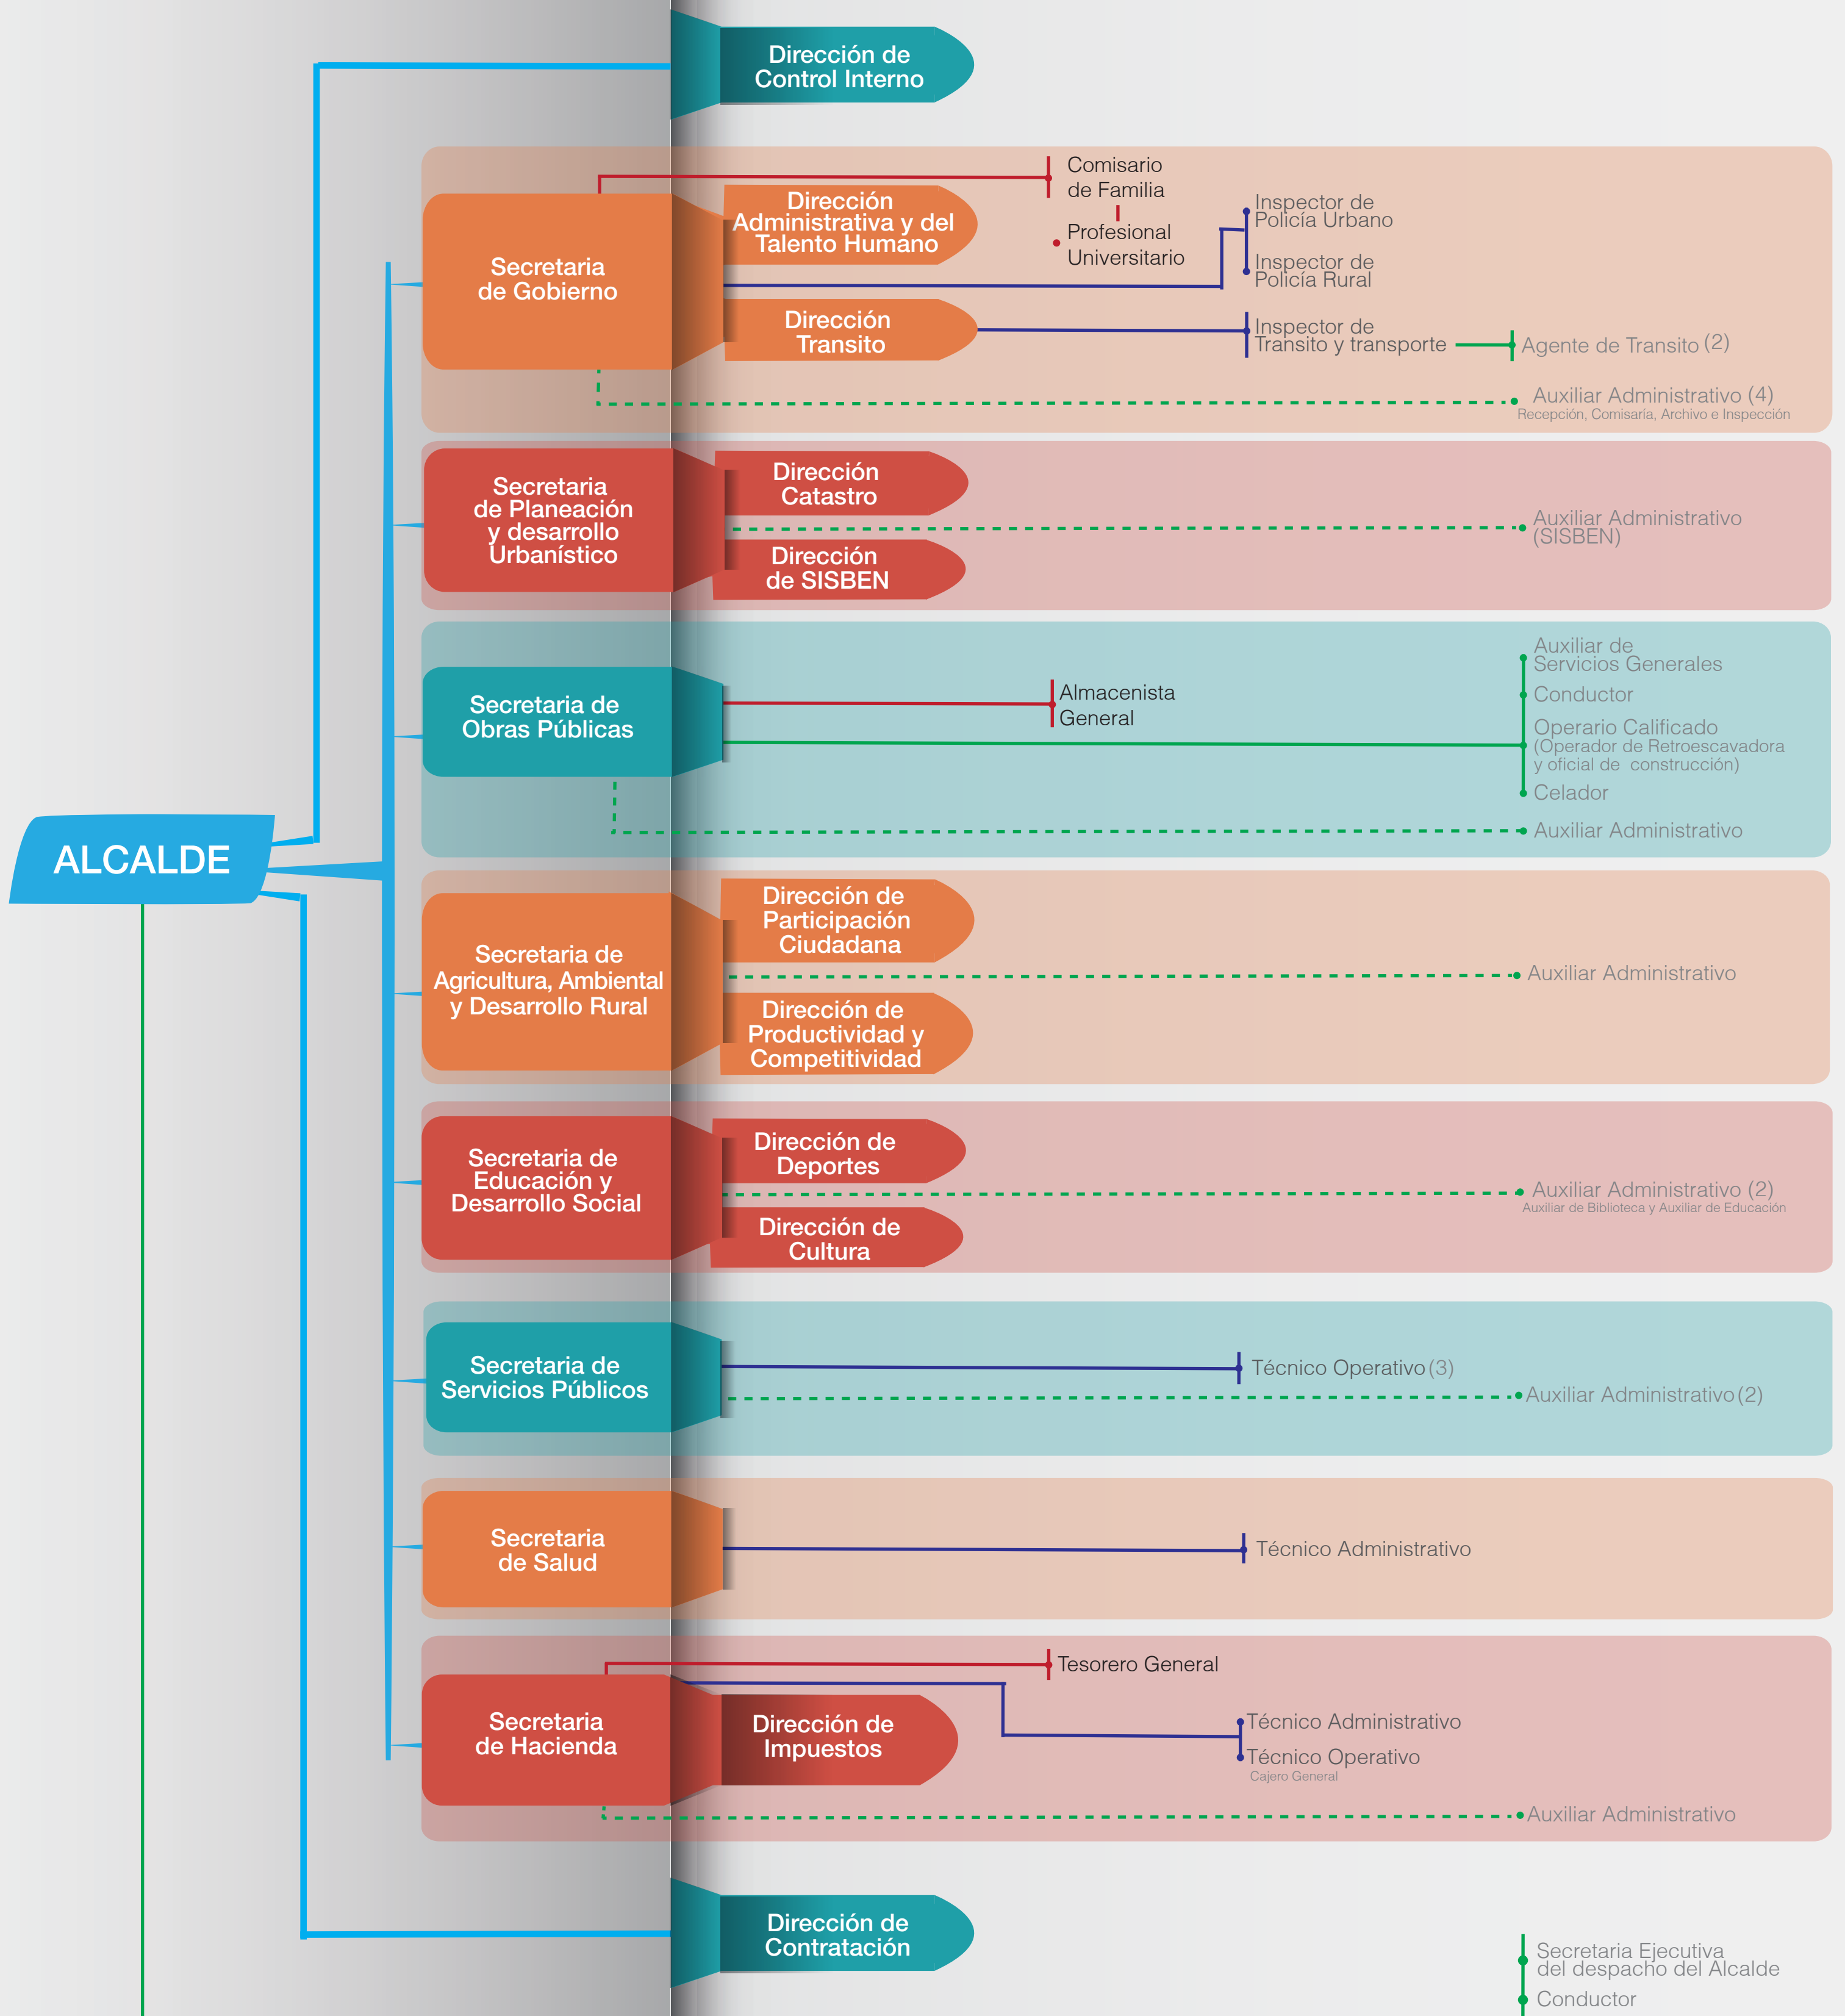 Dirección de
Control Interno
Comisario
de Familia
Profesional
Universitario
Dirección
Administrativa y del
Talento Humano
Inspector de
Policía Urbano
Inspector de
Policía Rural
Secretaria
de Gobierno
Dirección
Transito
Inspector de
Transito y transporte
Agente de Transito (2)
Auxiliar Administrativo (4)
Recepción, Comisaría, Archivo e Inspección
Secretaria
de Planeación
y desarrollo
Urbanístico
Dirección
Catastro
Auxiliar Administrativo
(SISBEN)
Dirección
de SISBEN
Secretaria de
Obras Públicas
Almacenista
General
Auxiliar de
Servicios Generales
Conductor
Operario Calificado
(Operador de Retroescavadora
y oficial de construcción)
Celador
Auxiliar Administrativo
ALCALDE
Secretaria de
Agricultura, Ambiental
y Desarrollo Rural
Dirección de
Participación
Ciudadana
Auxiliar Administrativo
Dirección de
Productividad y
Competitividad
Secretaria de
Educación y
Desarrollo Social
Dirección de
Deportes
Auxiliar Administrativo (2)
Auxiliar de Biblioteca y Auxiliar de Educación
Dirección de
Cultura
Secretaria de
Servicios Públicos
Técnico Operativo (3)
Auxiliar Administrativo (2)
Secretaria
de Salud
Técnico Administrativo
Tesorero General
Secretaria
de Hacienda
Dirección de
Impuestos
Técnico Administrativo
Técnico Operativo
Cajero General
Auxiliar Administrativo
Dirección de
Contratación
Secretaria Ejecutiva
del despacho del Alcalde
Conductor